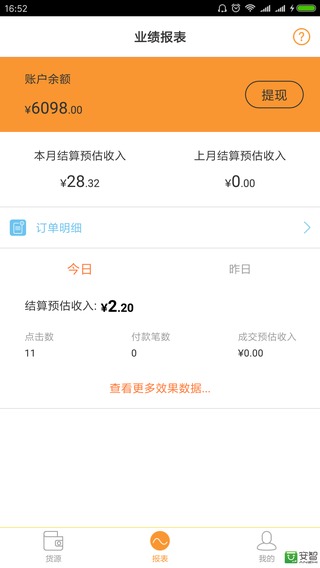 16:52
业绩报表
账户余额
¥6098.00
提现
本月结算预估收入
上月结算预估收入
¥28.32
¥0.00
订单明细
今日
昨日
结算预估收入: ¥2.20
点击数
付款笔数
成交预估收入
11
0
¥0.00
查看更多效果数据...
货源
报表
我的
安智